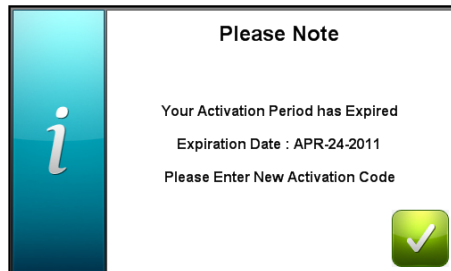 Please Note
Your Activation Period has Expired
Expiration Date : APR-24-2011
Please Enter New Activation Code